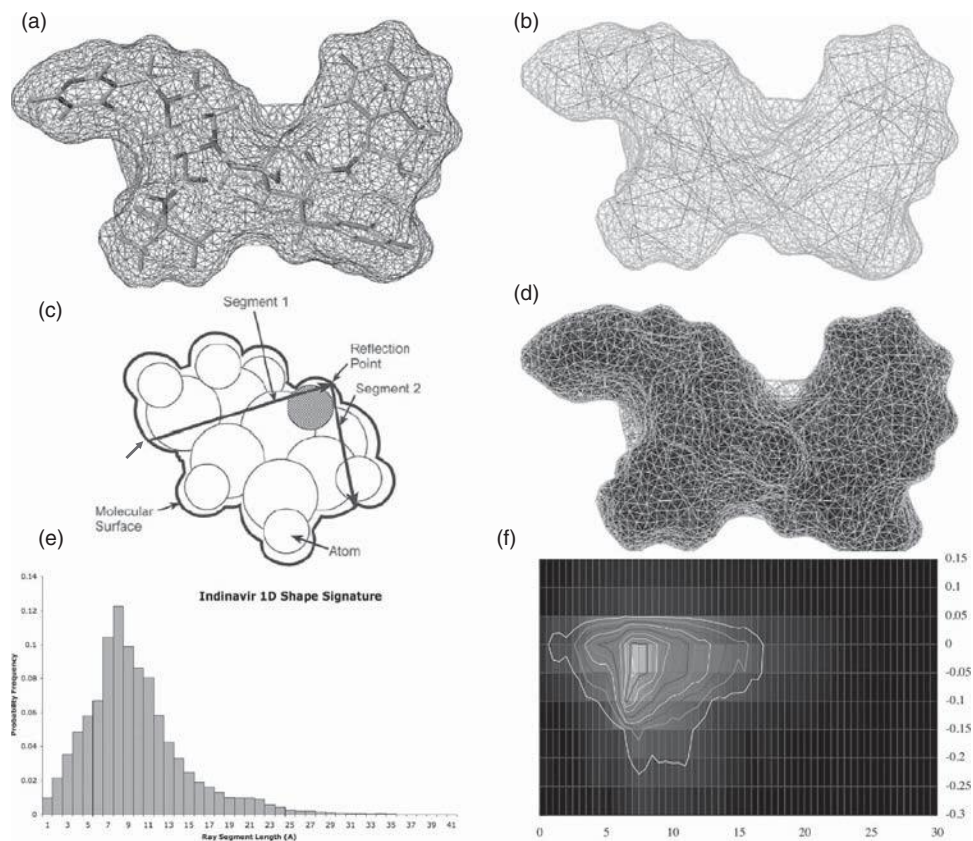 (a)
(b)
(c)
Segment 1
Reflection
Point
Segment 2
Molecular
Surface
Atom
(d)
(e)
Indinavir 1D Shape Signature
Probability Frequency
0.14
0.12
0.1
0.08
0.06
0.04
0.02
0
1 3 5 7 9 11 13 15 17 19 21 23 25 27 29 31 33 35 37 39 41
Ray Segment Length (A)
(f)
0.15
0.1
0.05
0
-0.05
-0.1
-0.15
-0.2
-0.25
-0.3
0 5 10 15 20 25 30